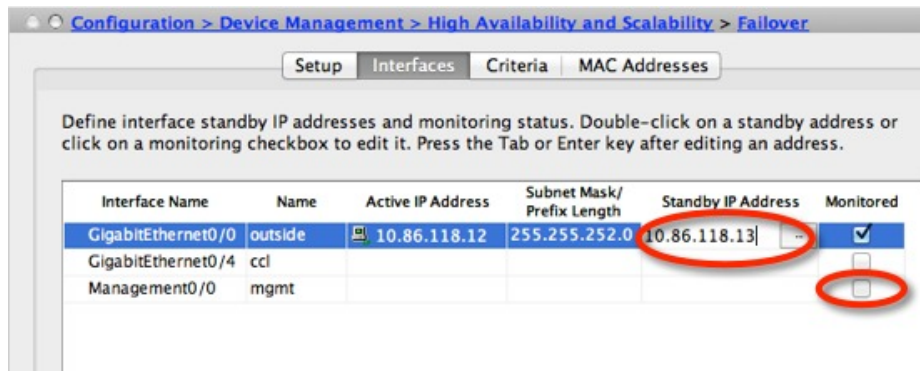 Configuration > Device Management > High Availability and Scalability > Failover
Setup Interfaces Criteria MAC Addresses
Define interface standby IP addresses and monitoring status. Double-click on a standby address or
click on a monitoring checkbox to edit it. Press the Tab or Enter key after editing an address.
Interface Name Name Active IP Address Subnet Mask/ Prefix Length Standby IP Address Monitored
GigabitEthernet0/0 outside 10.86.118.12 255.255.252.0 10.86.118.13 ...
GigabitEthernet0/4 ccl
Management0/0 mgmt